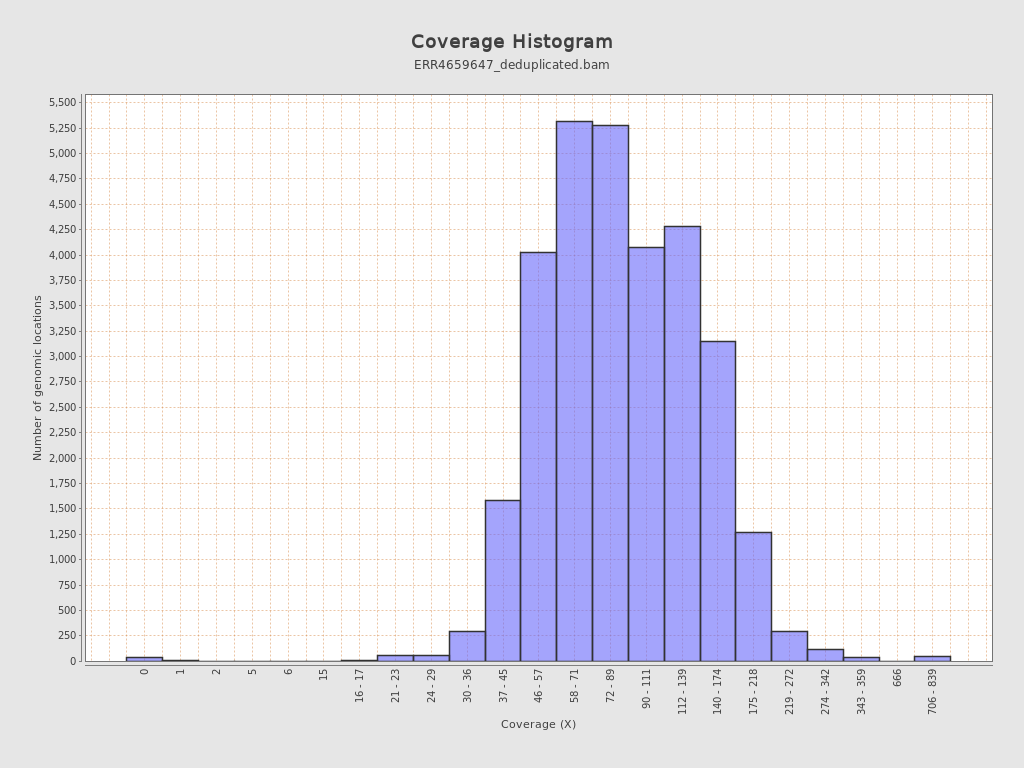 Coverage Histogram
ERR4659647_deduplicated.bam
Number of genomic locations
5,500
5,250
5,000
4,750
4,500
4,250
4,000
3,750
3,500
3,250
3,000
2,750
2,500
2,250
2,000
1,750
1,500
1,250
1,000
750
500
250
0
0
1
2
5
6
15
16 - 17
21 - 23
24 - 29
30 - 36
37 - 45
46 - 57
58 - 71
72 - 89
90 - 111
112 - 139
140 - 174
175 - 218
219 - 272
274 - 342
343 - 359
666
706 - 839
Coverage (X)